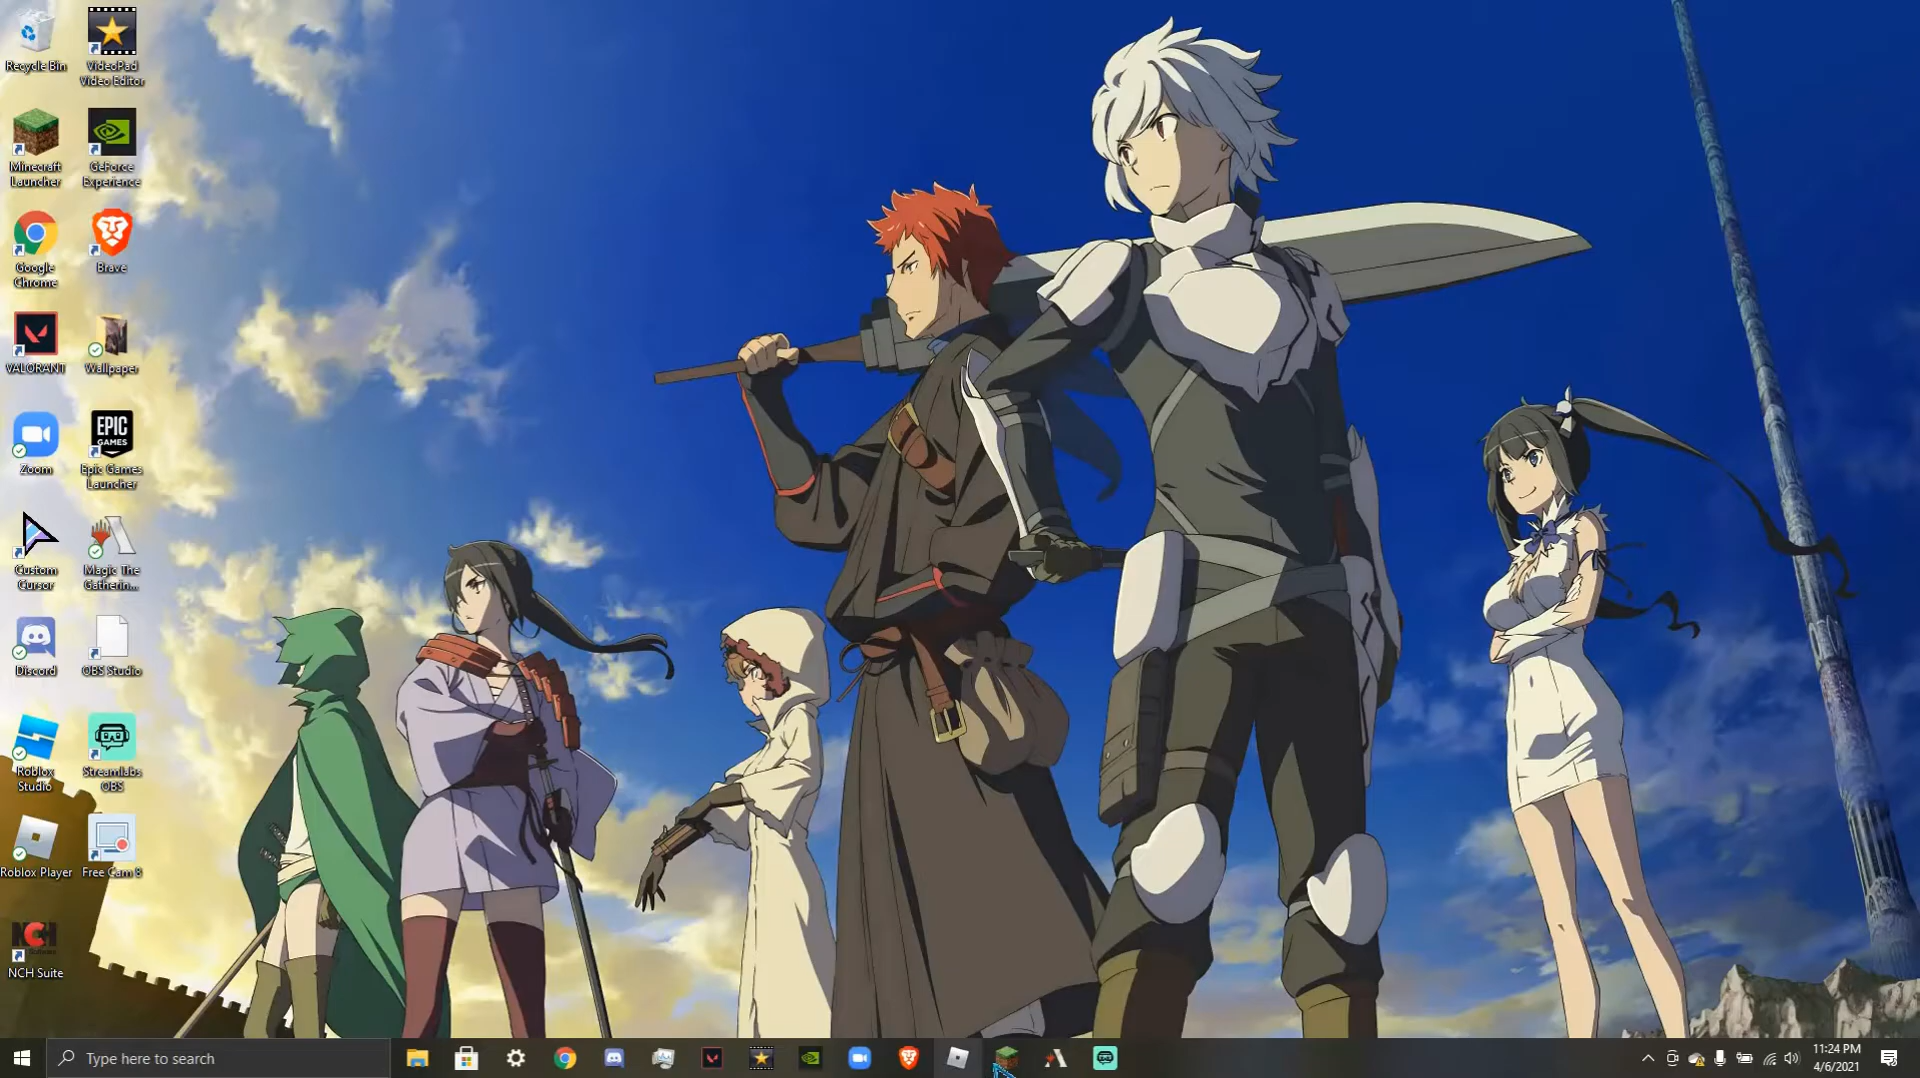 Recycle Bin
VideoPad
Video Editor
Minecraft
Launcher
GeForce
Experience
Google
Chrome
Brave
VALORANT
Wallpaper
Zoom
EPIC
GAMES
Epic Games
Launcher
Custom
Cursor
Magic The
Gatherin...
Discord
OBS Studio
Roblox
Studio
Streamlabs
OBS
Roblox Player
Free Cam 8
NCH
NCH Suite
Type here to search
11:24 PM
4/6/2021